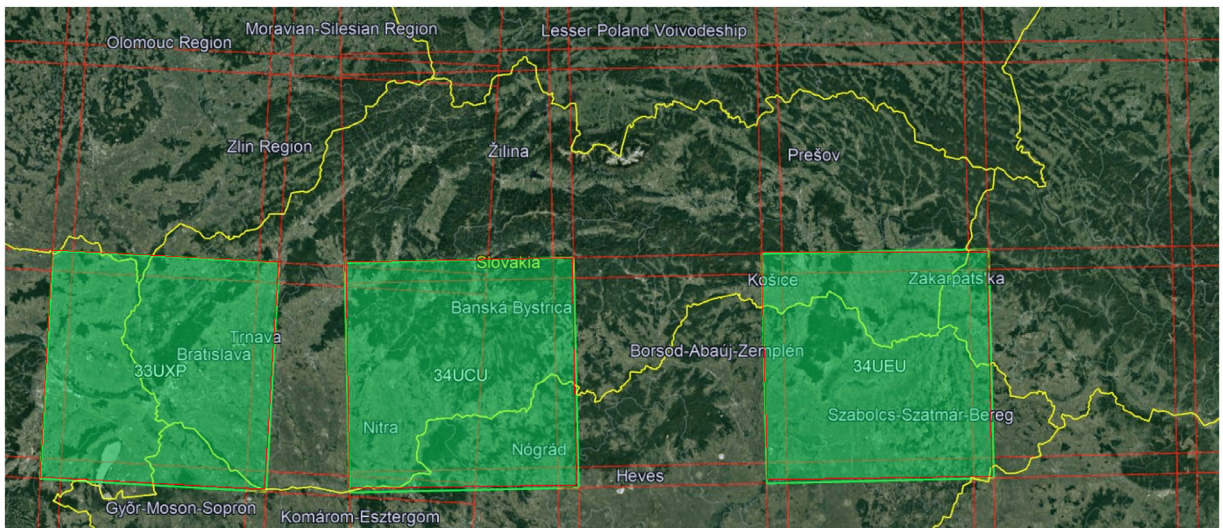 Moravian-Silesian Region
Lesser Poland Voivodeship
Olomouc Region
Zlín Region
Žilina
Prešov
Slovakia
Košice
Zakarpats'ka
Banská Bystrica
Trnava
Bratislava
Borsod-Abaúj-Zemplén
33UXP
34UCU
34UEU
Szabolcs-Szatmár-Bereg
Nitra
Nógrád
Heves
Győr-Moson-Sopron
Komárom-Esztergom